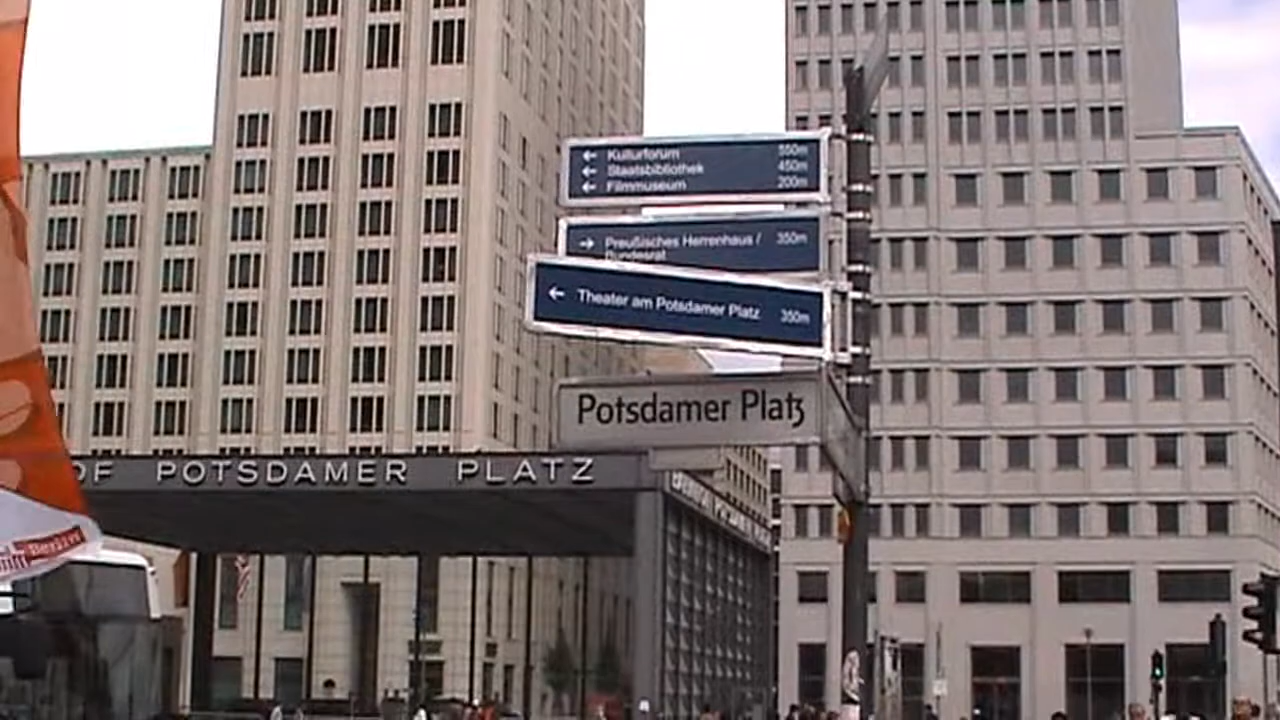 Kulturforum 550m
Staatsbibliothek 450m
Filmmuseum 200m
Preußisches Herrenhaus / 350m
Bundesrat
Theater am Potsdamer Platz 350m
Potsdamer Platz
OF POTSDAMER PLATZ
Berlin